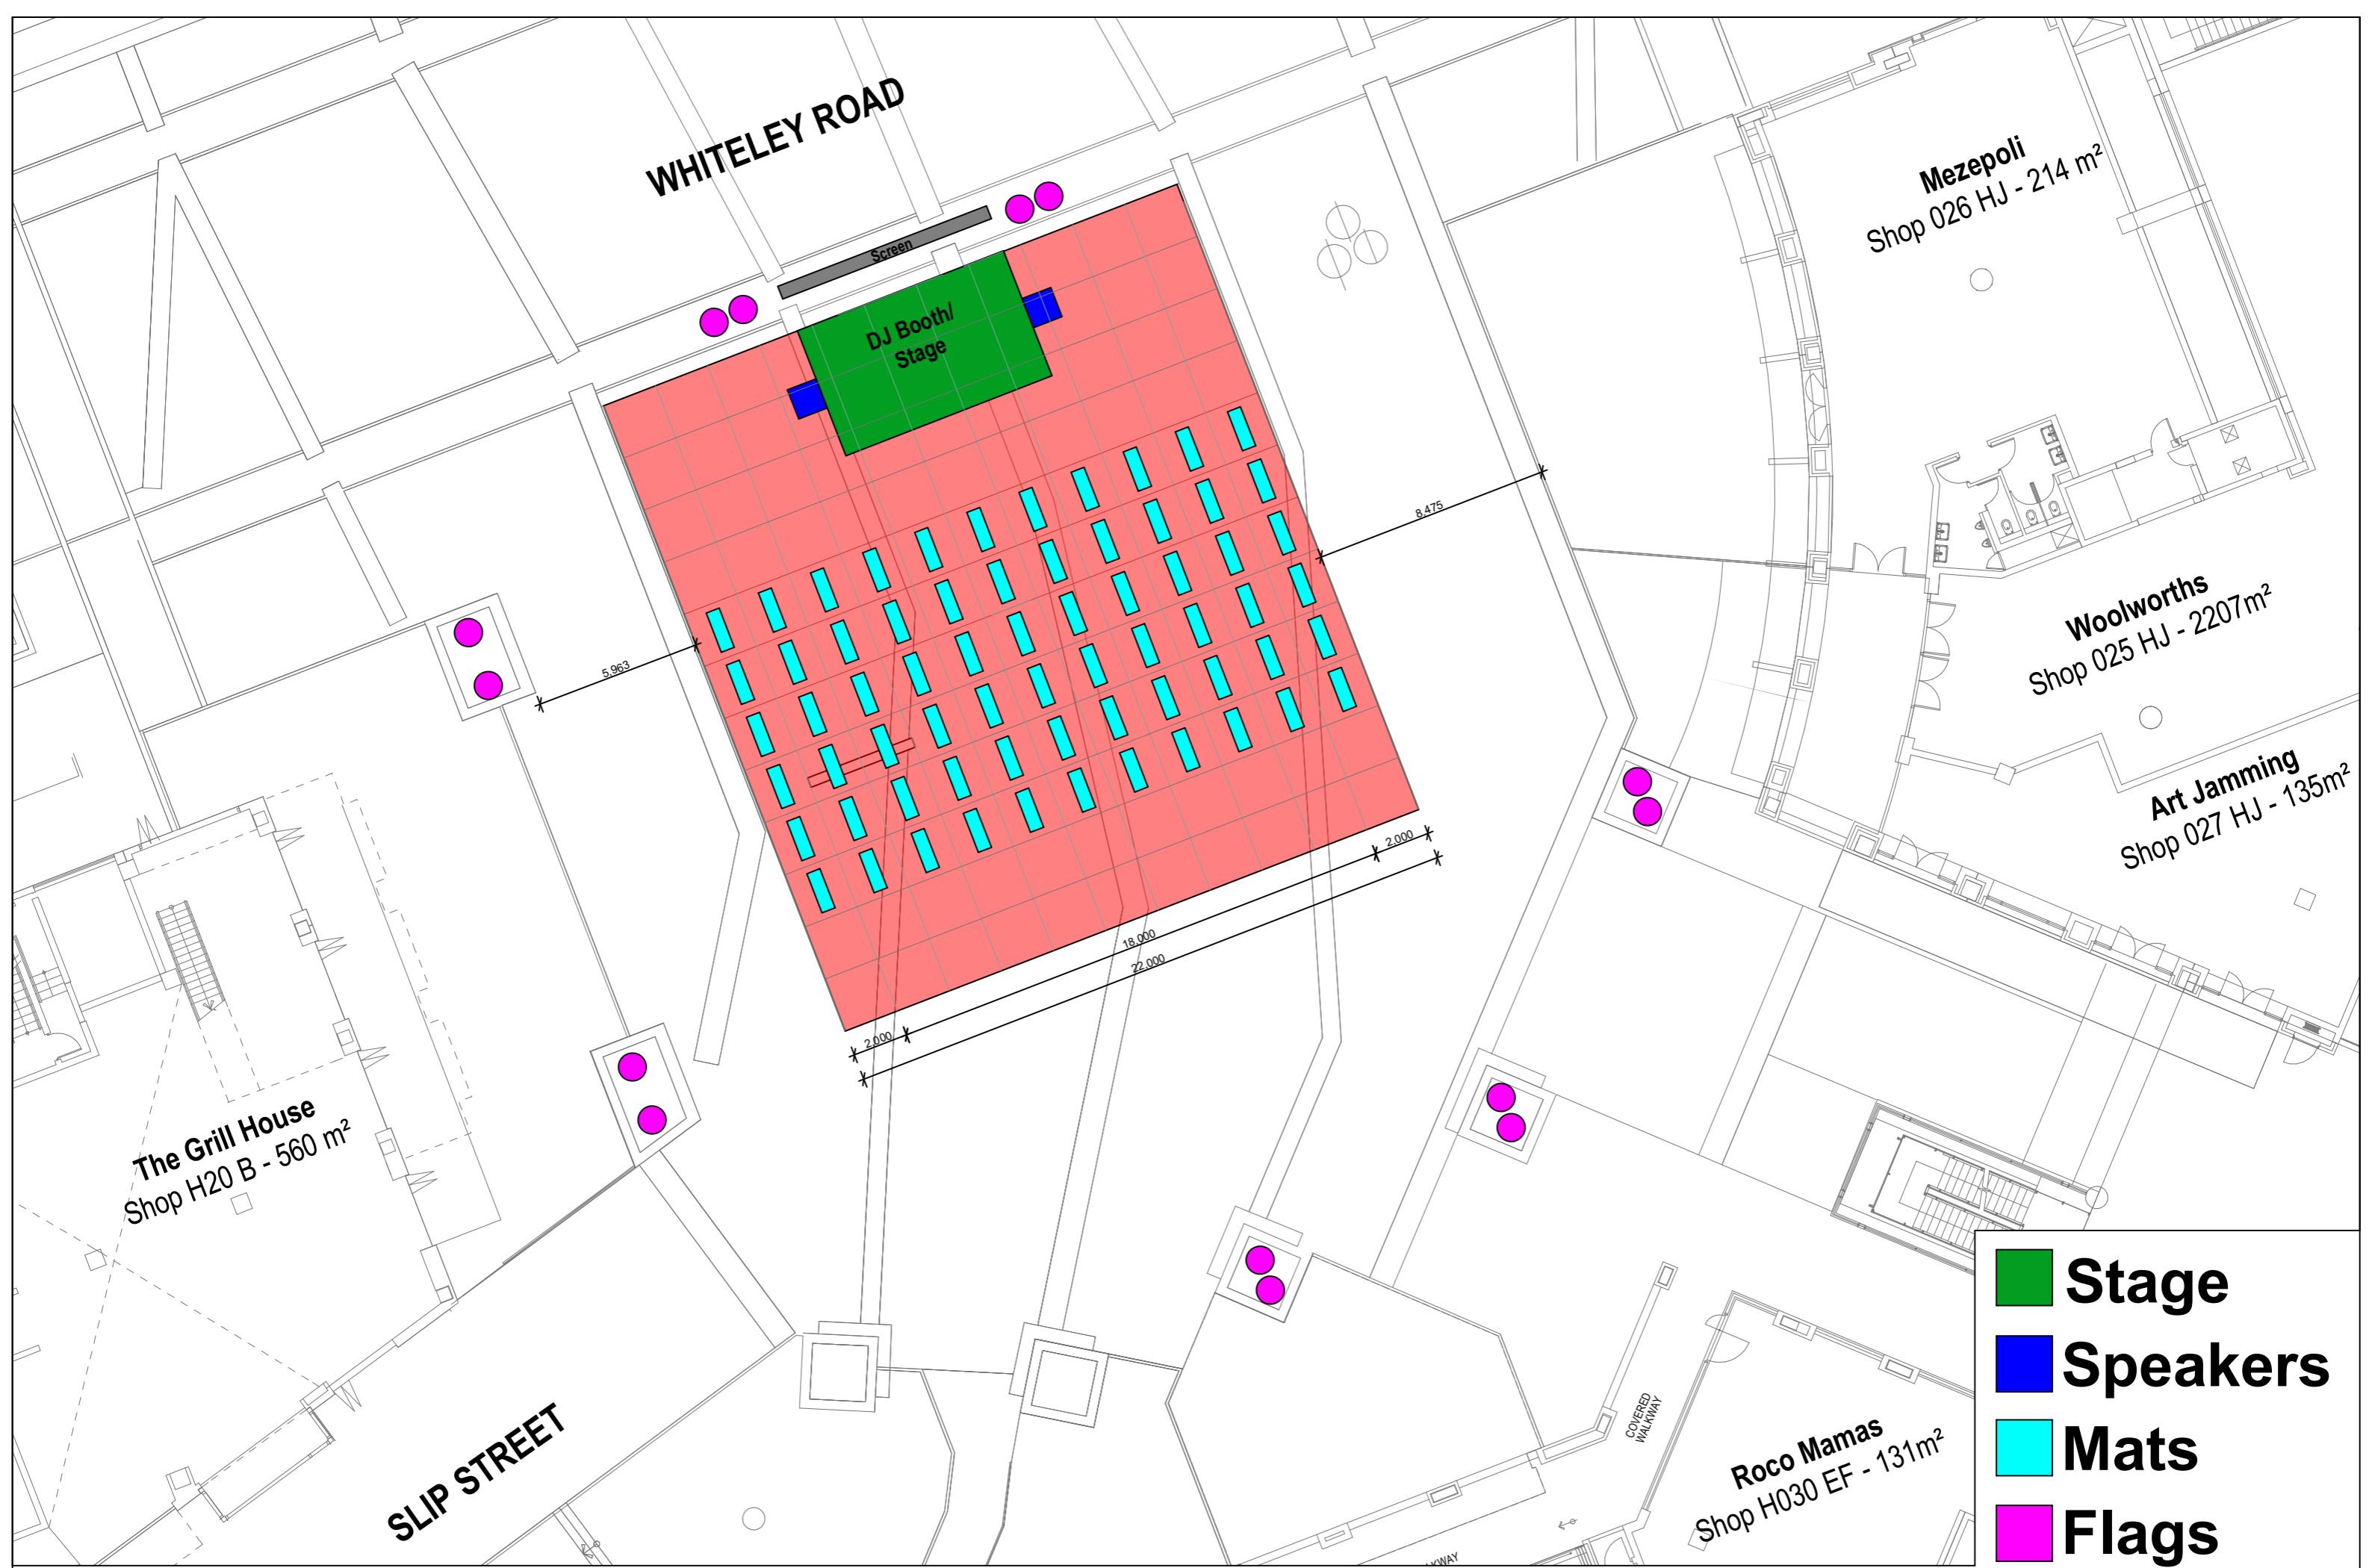 WHITELEY ROAD
Screen
DJ Booth/
Stage
Mezepoli
Shop 026 HJ - 214 m²
8,475
5,963
Woolworths
Shop 025 HJ - 2207m²
Art Jamming
Shop 027 HJ - 135m²
2,000
18,000
22,000
2,000
The Grill House
Shop H20 B - 560 m²
SLIP STREET
COVERED
WALKWAY
Roco Mamas
Shop H030 EF - 131m²
Stage
Speakers
Mats
Flags